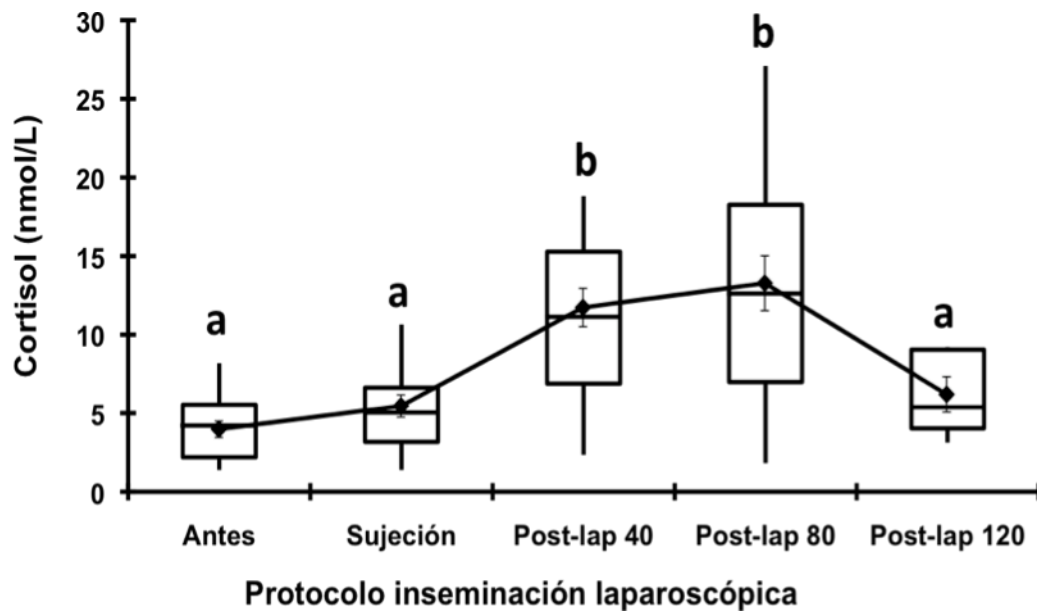 Cortisol (nmol/L)
30
25
20
15
10
5
0
a
a
b
b
a
Antes Sujeción Post-lap 40 Post-lap 80 Post-lap 120
Protocolo inseminación laparoscópica